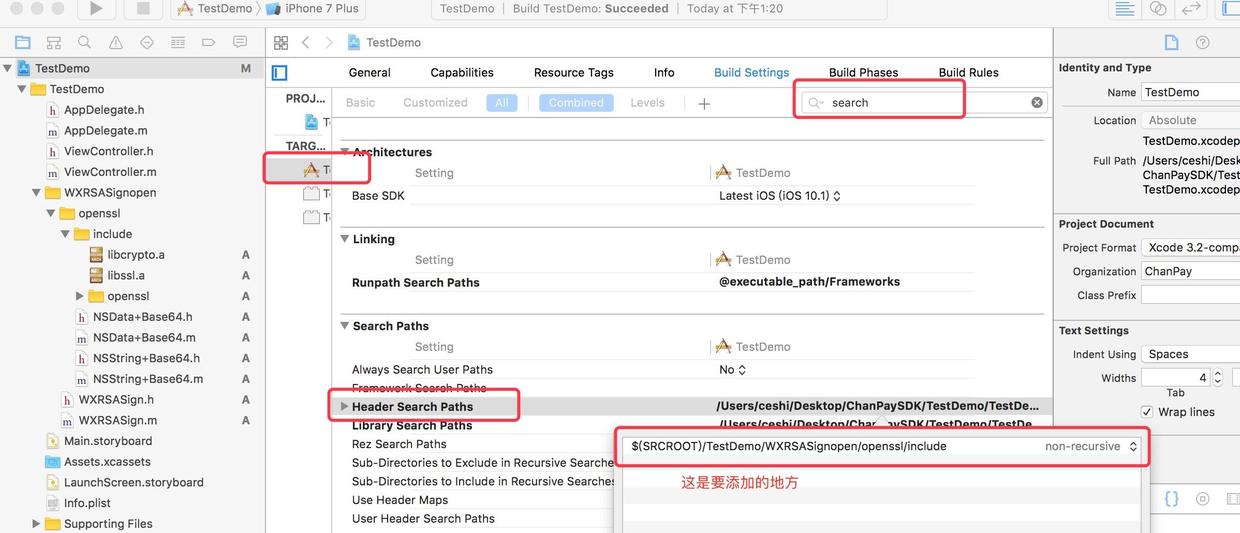 TestDemo iPhone 7 Plus TestDemo | Build TestDemo: Succeeded | Today at 下午1:20
TestDemo
TestDemo M
General Capabilities Resource Tags Info Build Settings Build Phases Build Rules
Identity and Type
TestDemo
Name TestDemo
PROJ... Basic Customized All Combined Levels + search
AppDelegate.h
Location Absolute
AppDelegate.m
TestDemo.xcodep
ViewController.h
TARG... Architectures
Full Path /Users/ceshi/Desk
ViewController.m
Setting TestDemo
ChanPaySDK/Test
WXRSASignopen
Base SDK Latest iOS (iOS 10.1)
TestDemo.xcodep
openssl
Project Document
include
Linking
Project Format Xcode 3.2-compa
libcrypto.a A
Setting TestDemo
Organization ChanPay
libssl.a A
Runpath Search Paths @executable_path/Frameworks
Class Prefix
openssl A
NSData+Base64.h A
Search Paths
Text Settings
NSData+Base64.m A
Setting TestDemo
Indent Using Spaces
NSString+Base64.h A
Always Search User Paths No
Widths 4
NSString+Base64.m A
Framework Search Paths
Tab
WXRSASign.h A
Header Search Paths /Users/ceshi/Desktop/ChanPaySDK/TestDemo/TestDe...
Wrap lines
WXRSASign.m A
Library Search Paths /Users/ceshi/Desktop/ChanPaySDK/TestDemo/TestDe...
Main.storyboard
Rez Search Paths
$(SRCROOT)/TestDemo/WXRSASignopen/openssl/include non-recursive
Assets.xcassets
Sub-Directories to Exclude in Recursive Searche
LaunchScreen.storyboard
Sub-Directories to Include in Recursive Searches
这是要添加的地方
Info.plist
Use Header Maps
Supporting Files
User Header Search Paths